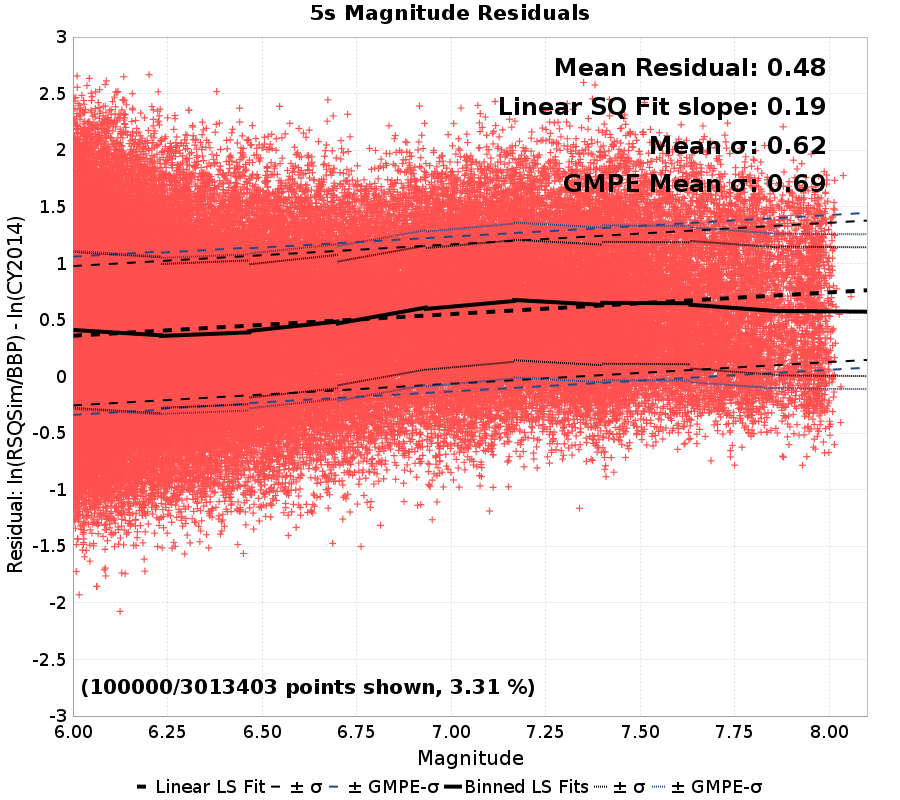 5s Magnitude Residuals
Mean Residual: 0.48
Linear SQ Fit slope: 0.19
Mean σ: 0.62
GMPE Mean σ: 0.69
Residual: ln(RSQSim/BBP) - ln(CY2014)
3
2.5
2
1.5
1
0.5
0
-0.5
-1
-1.5
-2
-2.5
-3
(100000/3013403 points shown, 3.31 %)
6.00 6.25 6.50 6.75 7.00 7.25 7.50 7.75 8.00
Magnitude
Linear LS Fit ± σ ± GMPE-σ Binned LS Fits ± σ ± GMPE-σ